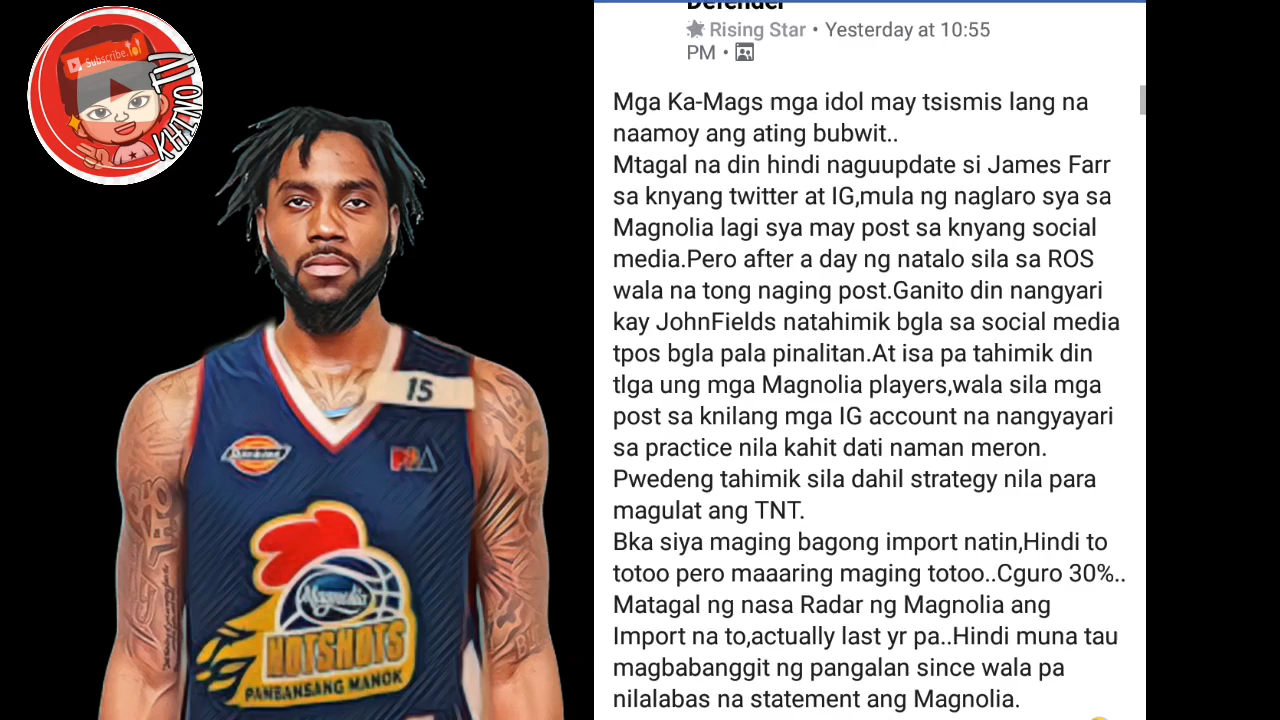 Subscribe
ALAM
KHITWO
Defender
Rising Star • Yesterday at 10:55
PM •
Mga Ka-Mags mga idol may tsismis lang na
naamoy ang ating bubwit..
Mtagal na din hindi naguupdate si James Farr
sa knyang twitter at IG,mula ng naglaro sya sa
Magnolia lagi sya may post sa knyang social
media.Pero after a day ng natalo sila sa ROS
wala na tong naging post.Ganito din nangyari
kay JohnFields natahimik bgla sa social media
tpos bgla pala pinalitan.At isa pa tahimik din
tlga ung mga Magnolia players,wala sila mga
post sa knilang mga IG account na nangyayari
sa practice nila kahit dati naman meron.
Pwedeng tahimik sila dahil strategy nila para
magulat ang TNT.
Bka siya maging bagong import natin,Hindi to
totoo pero maaaring maging totoo..Cguro 30%..
Matagal ng nasa Radar ng Magnolia ang
Import na to,actually last yr pa..Hindi muna tau
magbabanggit ng pangalan since wala pa
nilalabas na statement ang Magnolia.
15
PBA
Magnolia
HOTSHOTS
PAMBANSANG MANOK